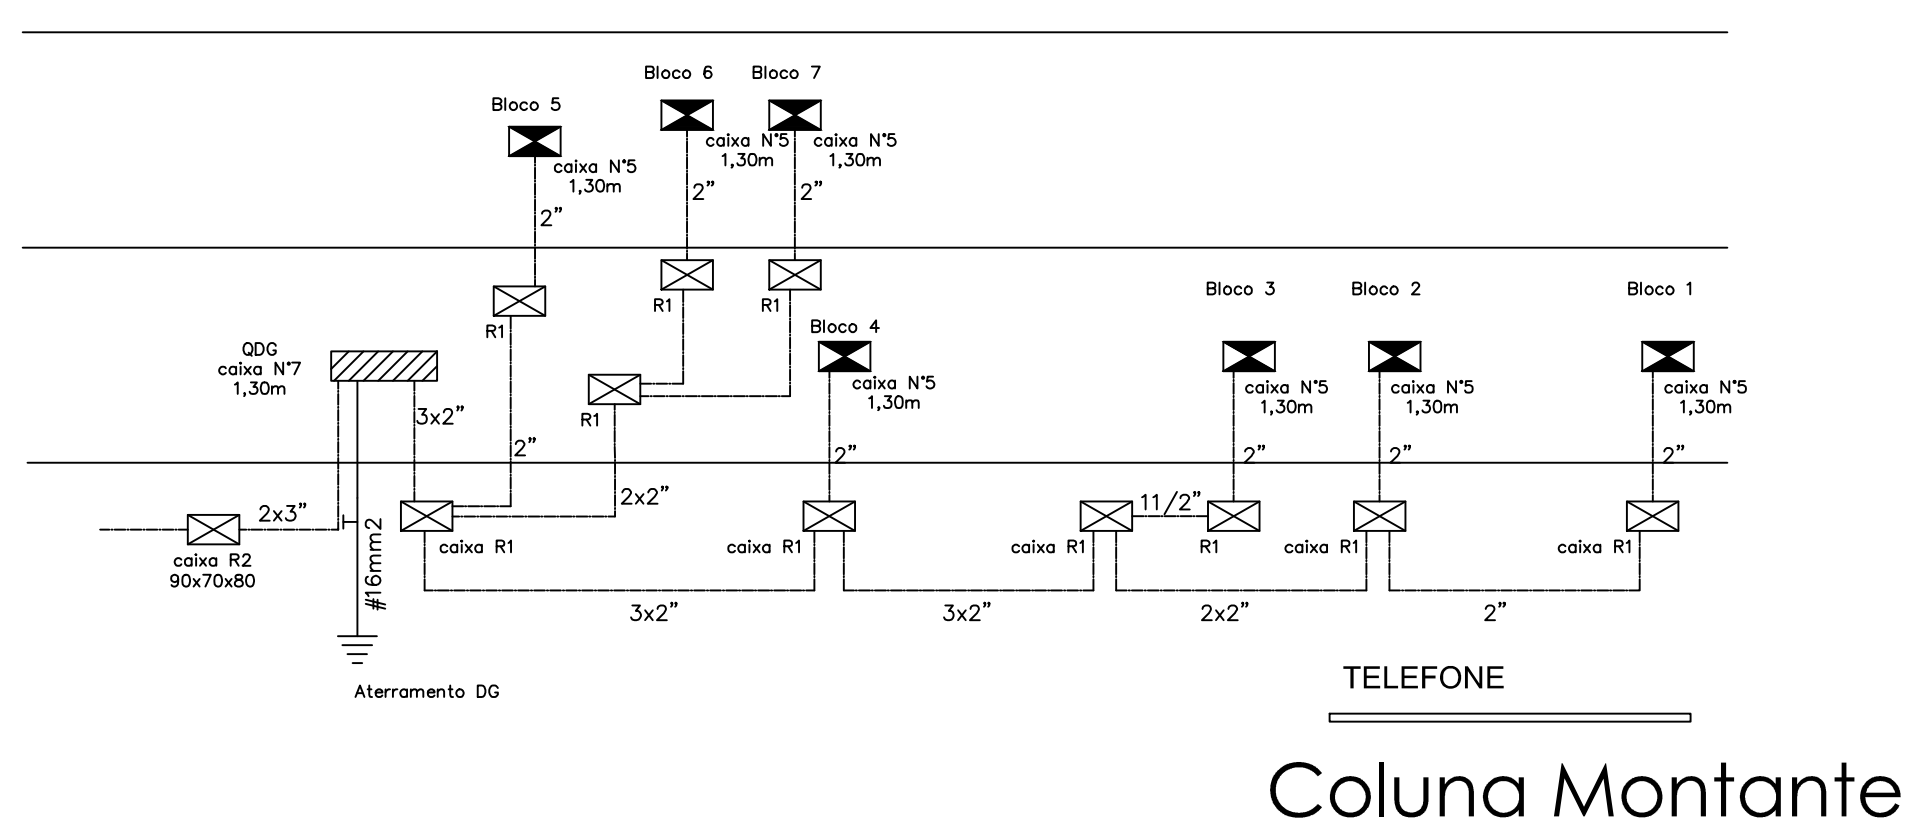 Bloco 6
Bloco 7
Bloco 5
caixa N°5
1,30m
caixa N°5
1,30m
caixa N°5
1,30m
2”
2”
2”
R1
R1
R1
Bloco 3
Bloco 2
Bloco 1
Bloco 4
QDG
caixa N°7
1,30m
caixa N°5
1,30m
caixa N°5
1,30m
caixa N°5
1,30m
caixa N°5
1,30m
3x2”
R1
2”
2”
2”
2”
2”
2x2”
2x3”
11/2”
caixa R2
90x70x80
#16mm2
caixa R1
caixa R1
caixa R1
R1
caixa R1
caixa R1
3x2”
3x2”
2x2”
2”
Aterramento DG
TELEFONE
Coluna Montante